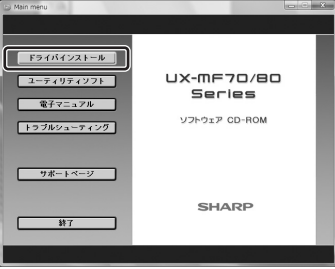 Main menu
ドライバインストール
ユーティリティソフト
電子マニュアル
トラブルシューティング
サポートページ
終了
UX-MF70/80
Series
ソフトウェア CD-ROM
SHARP